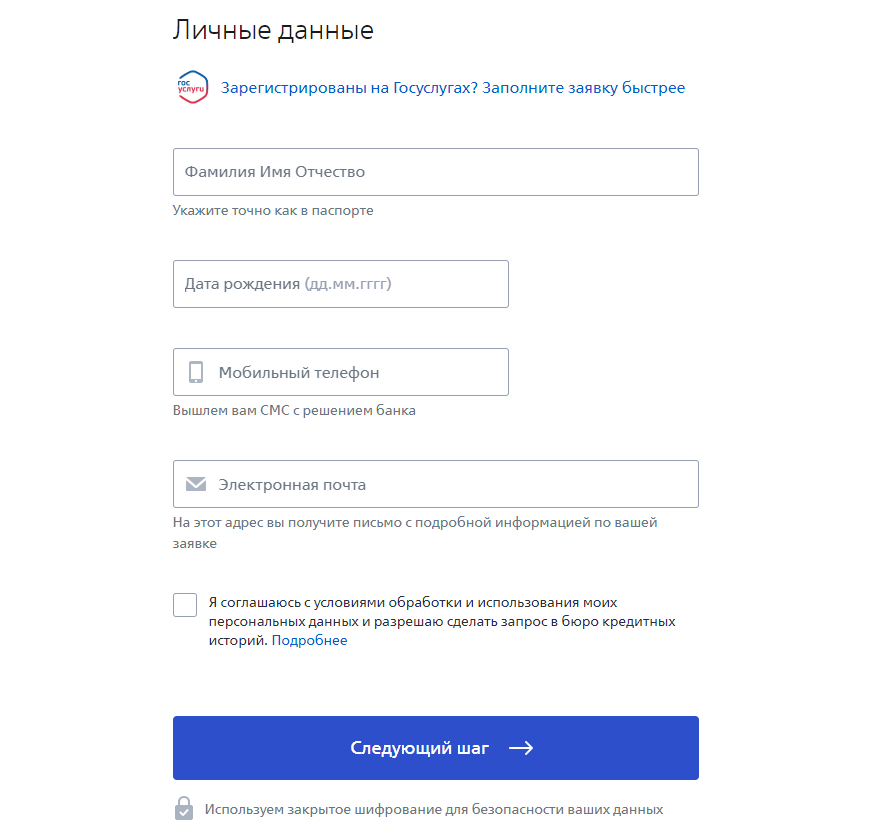 Личные данные
гос
услуги
Зарегистрированы на Госуслугах? Заполните заявку быстрее
Фамилия Имя Отчество
Укажите точно как в паспорте
Дата рождения (дд.мм.гггг)
Мобильный телефон
Вышлем вам СМС с решением банка
Электронная почта
На этот адрес вы получите письмо с подробной информацией по вашей
заявке
Я соглашаюсь с условиями обработки и использования моих
персональных данных и разрешаю сделать запрос в бюро кредитных
историй. Подробнее
Следующий шаг
Используем закрытое шифрование для безопасности ваших данных